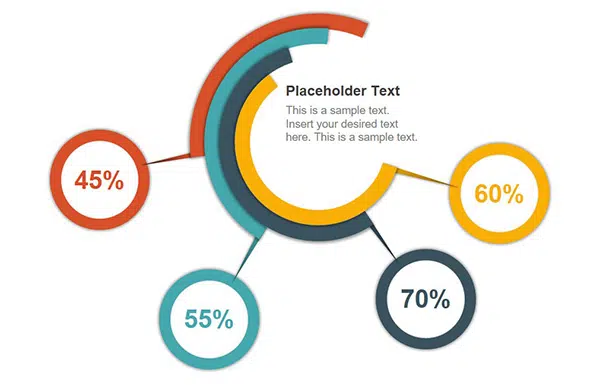 Placeholder Text
This is a sample text.
Insert your desired text
here. This is a sample text.
45%
60%
55%
70%